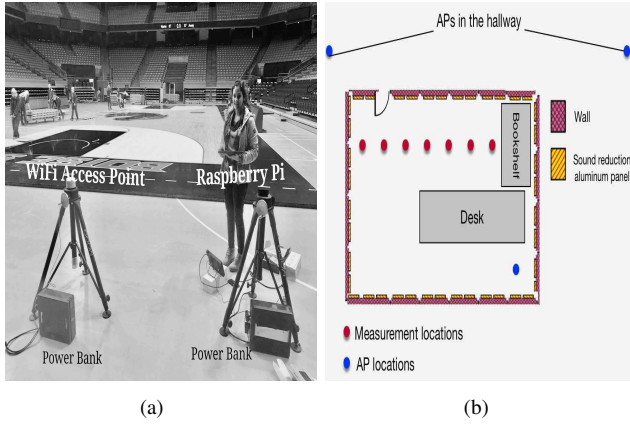 WiFi Access Point
Raspberry Pi
Power Bank
Power Bank
(a)
APs in the hallway
Bookshelf
Desk
Wall
Sound reduction
aluminum panel
Measurement locations
AP locations
(b)